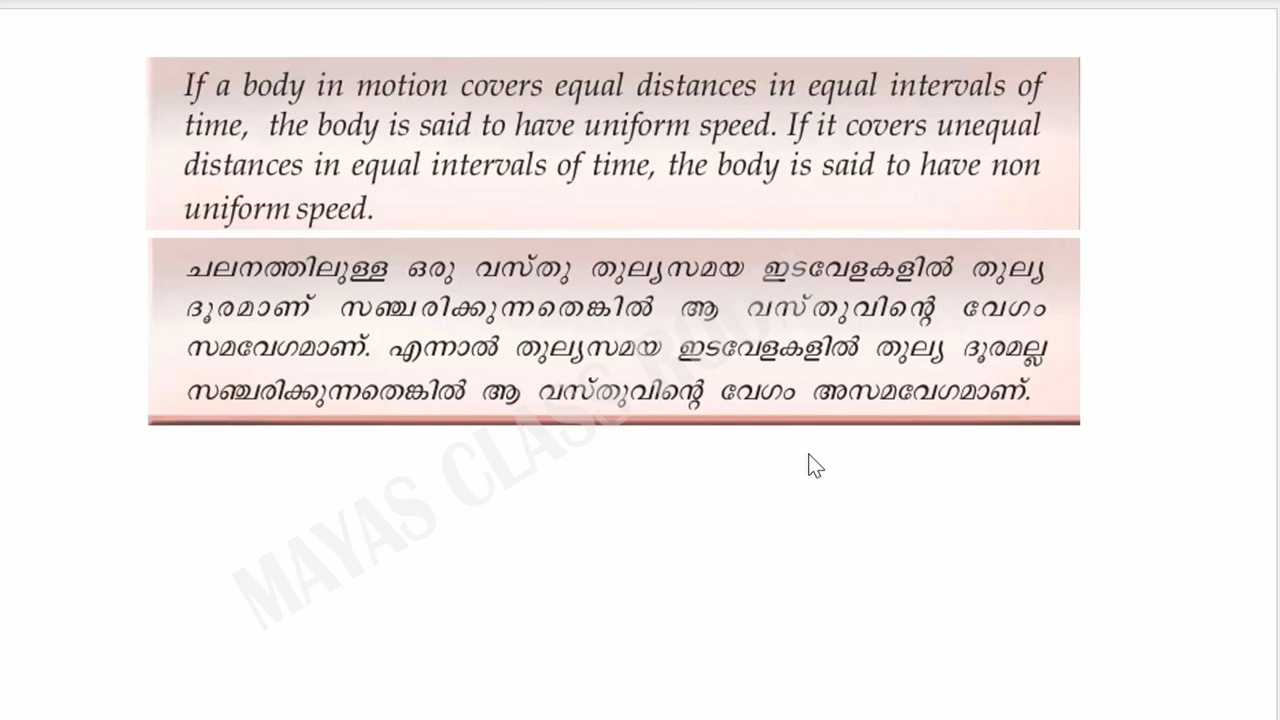 If a body in motion covers equal distances in equal intervals of
time, the body is said to have uniform speed. If it covers unequal
distances in equal intervals of time, the body is said to have non
uniform speed.
ചലനത്തിലുള്ള ഒരു വസ്തു തുല്യസമയ ഇടവേളകളിൽ തുല്യ
ദൂരമാണ് സഞ്ചരിക്കുന്നതെങ്കിൽ ആ വസ്തുവിന്റെ വേഗം
സമവേഗമാണ്. എന്നാൽ തുല്യസമയ ഇടവേളകളിൽ തുല്യ ദൂരമല്ല
സഞ്ചരിക്കുന്നതെങ്കിൽ ആ വസ്തുവിന്റെ വേഗം അസമവേഗമാണ്.
MAYAS CLASS ROOM